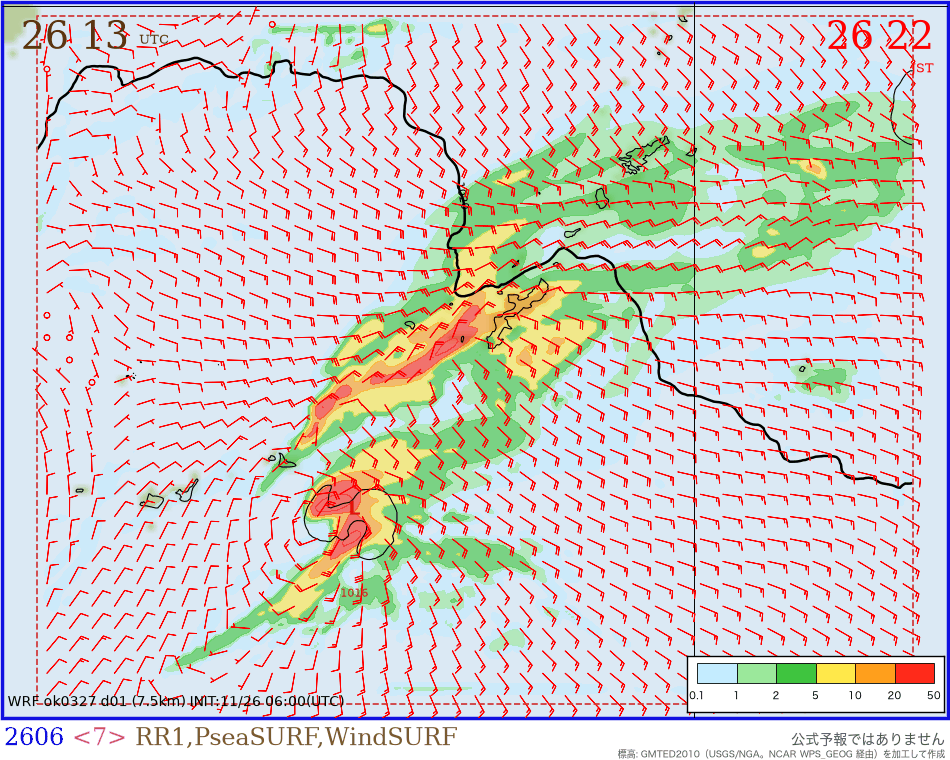 26 13 UTC
26 22
JST
L
1016
0.1 1 2 5 10 20 50
WRF ok0327 d01 (7.5km) INIT:11/26 06:00(UTC)
2606 <7> RR1,PseaSURF,WindSURF
公式予報ではありません
標高: GMTED2010（USGS/NGA。NCAR WPS_GEOG 経由）を加工して作成